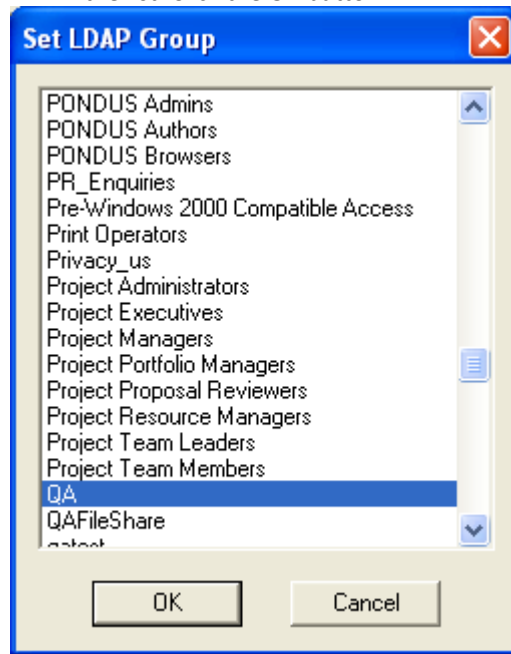 Set LDAP Group
PONDUS Admins
PONDUS Authors
PONDUS Browsers
PR_Enquiries
Pre-Windows 2000 Compatible Access
Print Operators
Privacy_us
Project Administrators
Project Executives
Project Managers
Project Portfolio Managers
Project Proposal Reviewers
Project Resource Managers
Project Team Leaders
Project Team Members
QA
QAFileShare
OK
Cancel